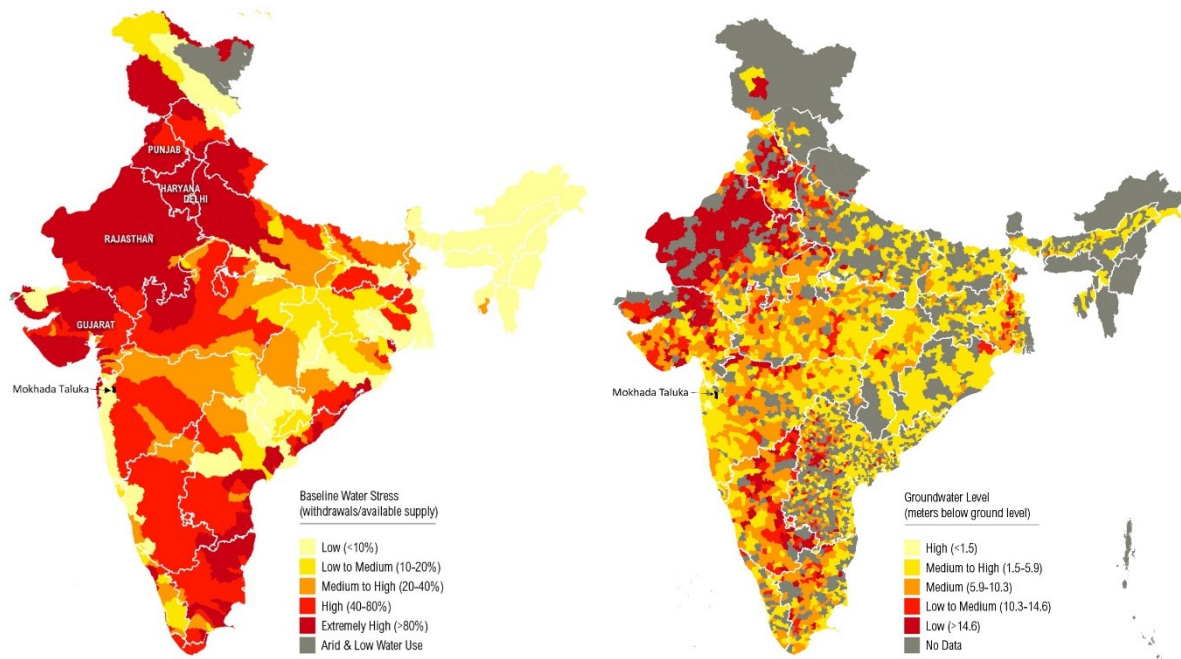 PUNJAB
HARYANA
DELHI
RAJASTHAN
GUJARAT
Mokhada Taluka
Baseline Water Stress
(withdrawals/available supply)
Low (<10%)
Low to Medium (10-20%)
Medium to High (20-40%)
High (40-80%)
Extremely High (>80%)
Arid & Low Water Use
Mokhada Taluka
Groundwater Level
(meters below ground level)
High (<1.5)
Medium to High (1.5-5.9)
Medium (5.9-10.3)
Low to Medium (10.3-14.6)
Low (>14.6)
No Data